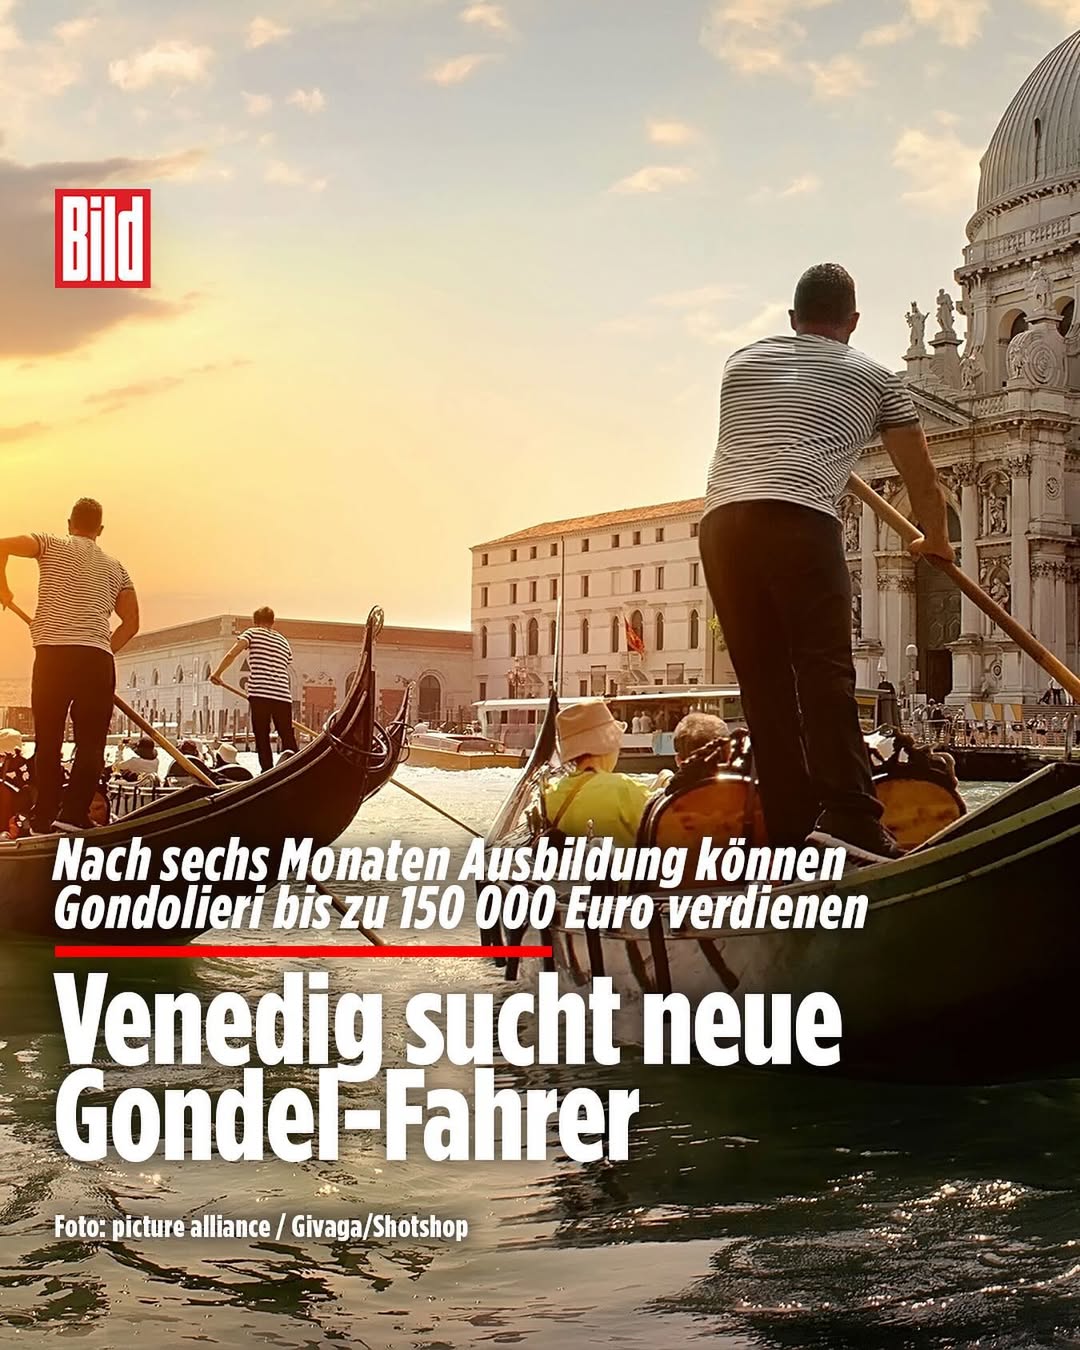 Bild
Nach sechs Monaten Ausbildung können
Gondolieri bis zu 150 000 Euro verdienen
Venedig sucht neue
Gondel-Fahrer
Foto: picture alliance / Givaga/Shotshop